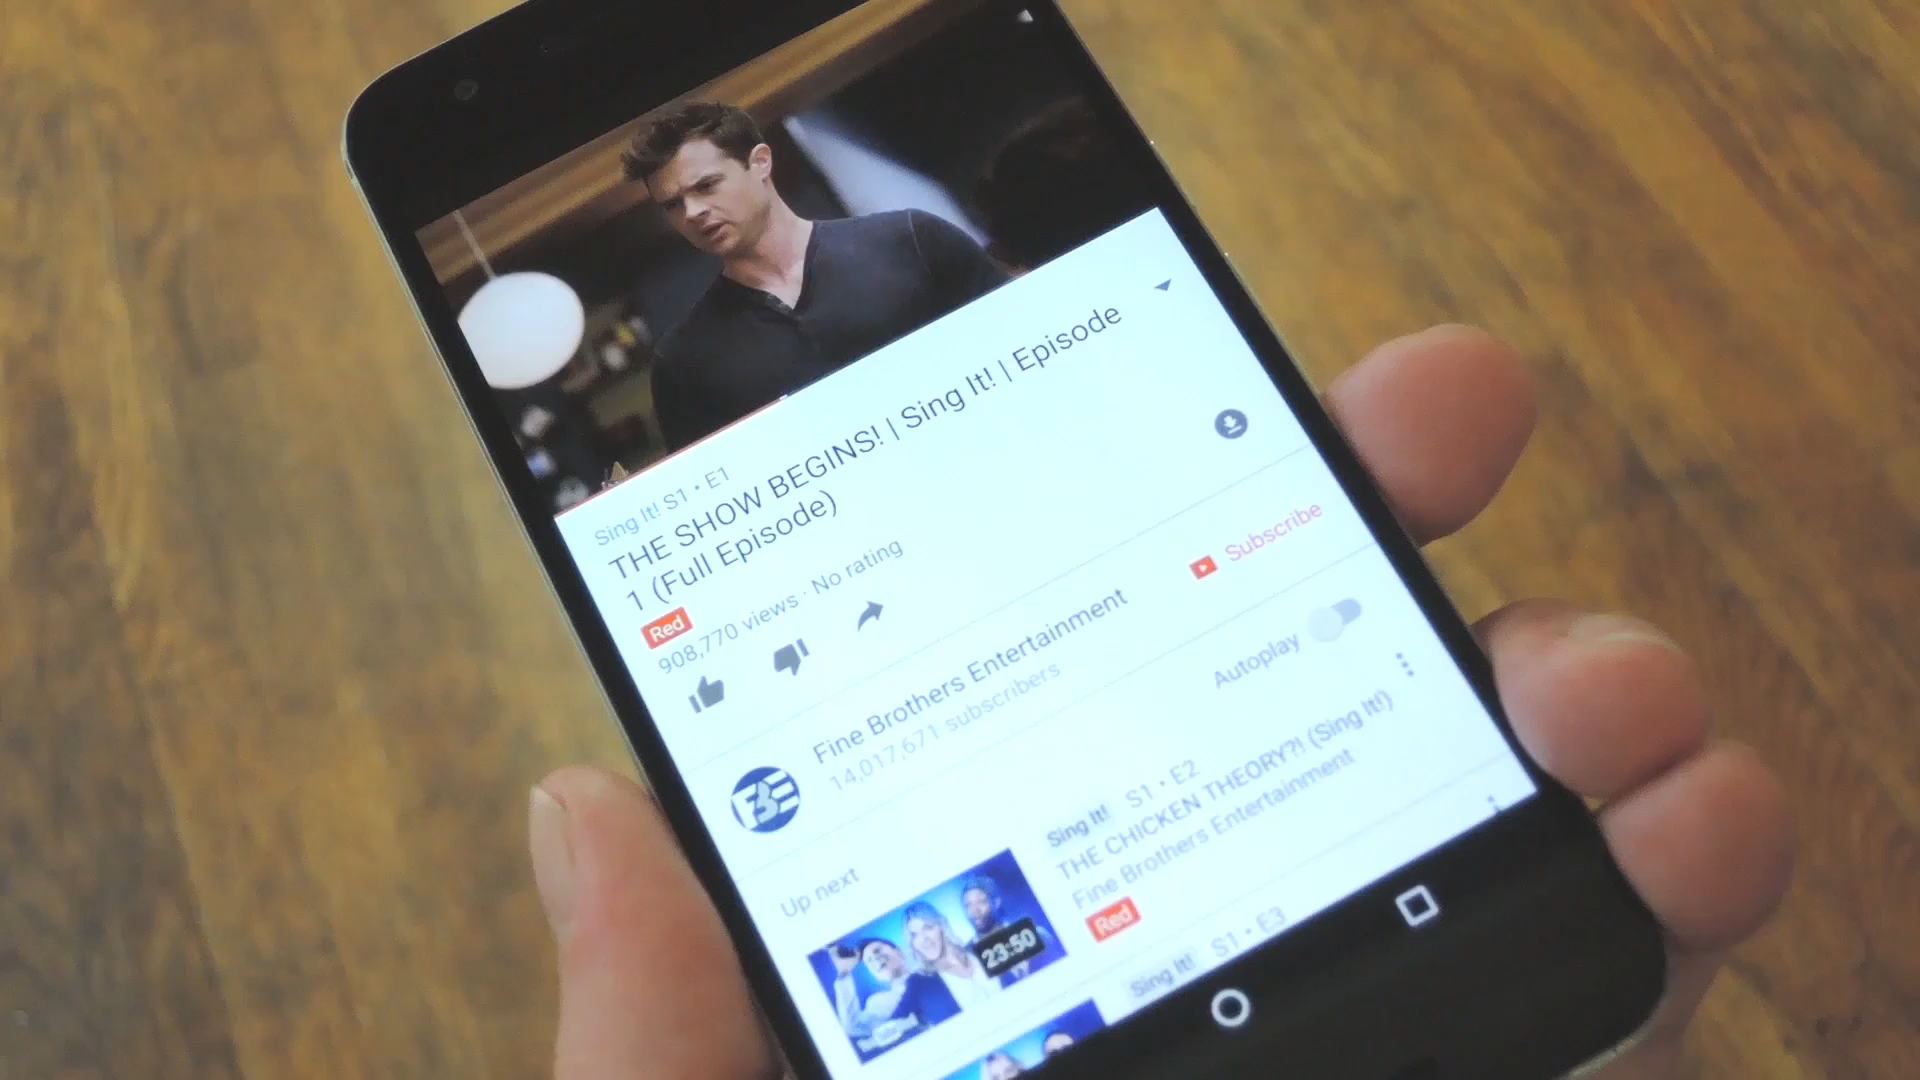 Sing It! S1 • E1
THE SHOW BEGINS! | Sing It! | Episode
1 (Full Episode)
Red
908,770 views · No rating
Fine Brothers Entertainment
14,017,671 subscribers
Subscribe
Autoplay
Up next
Sing It! S1 • E2
THE CHICKEN THEORY?! (Sing It!)
Fine Brothers Entertainment
Red
23:50
Sing It! S1 • E3